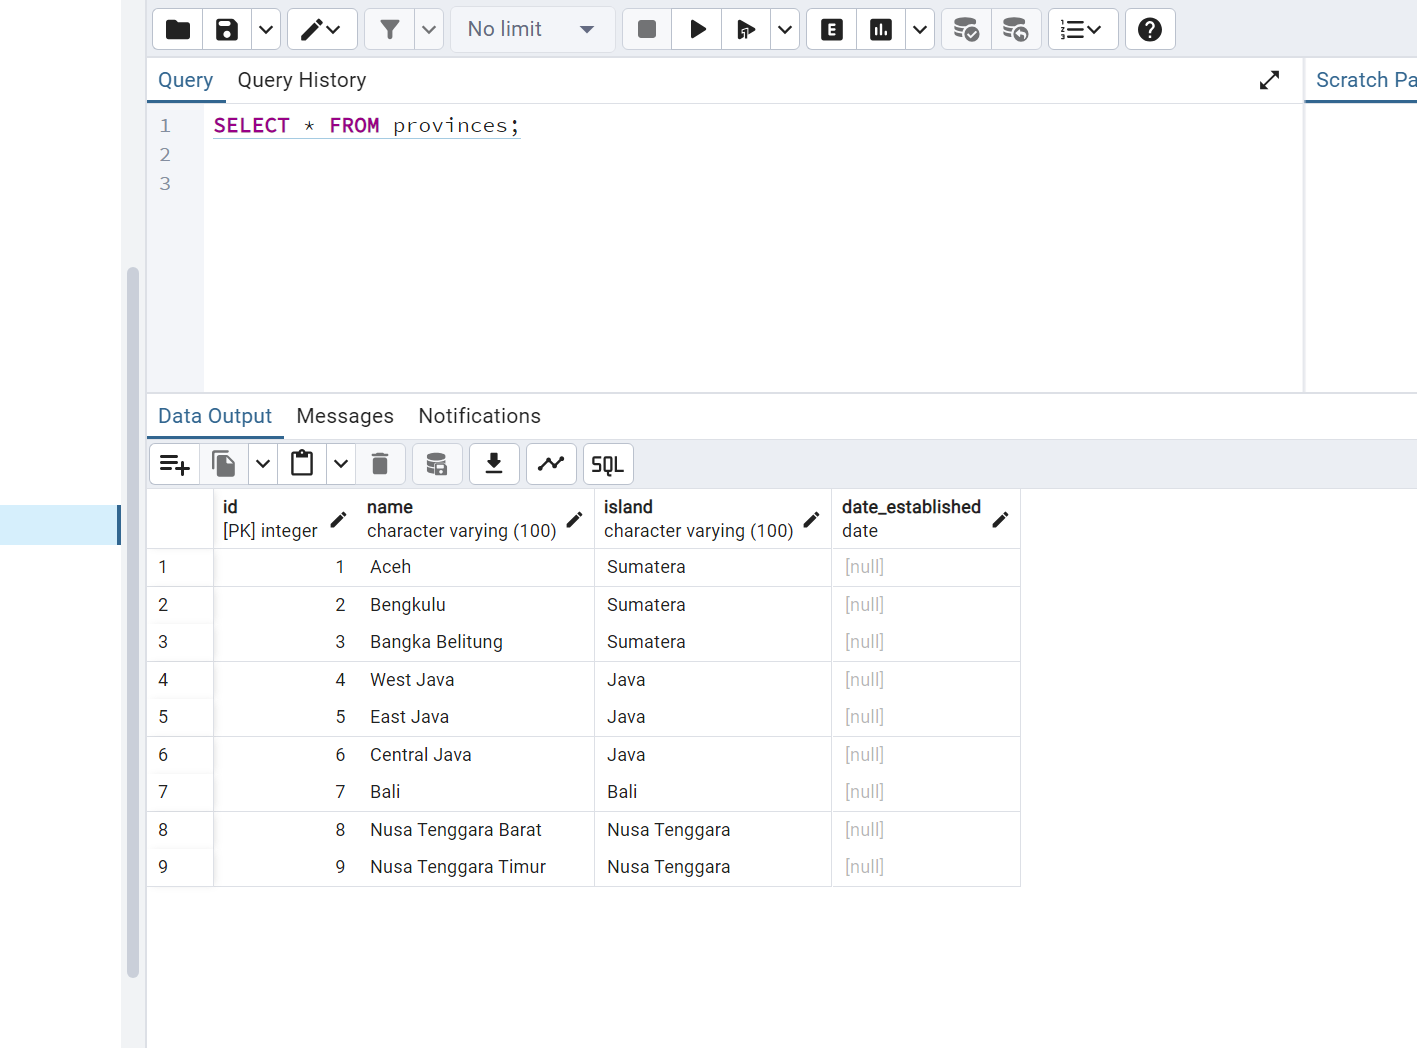 No limit
Query Query History
Scratch Pa
1 SELECT * FROM provinces;
2
3
Data Output Messages Notifications
SQL
id name island date_established
[PK] integer character varying (100) character varying (100) date
1 1 Aceh Sumatera [null]
2 2 Bengkulu Sumatera [null]
3 3 Bangka Belitung Sumatera [null]
4 4 West Java Java [null]
5 5 East Java Java [null]
6 6 Central Java Java [null]
7 7 Bali Bali [null]
8 8 Nusa Tenggara Barat Nusa Tenggara [null]
9 9 Nusa Tenggara Timur Nusa Tenggara [null]